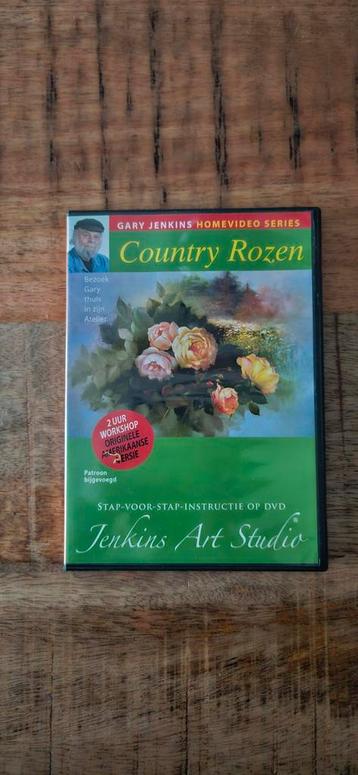 GARY JENKINS HOMEVIDEO SERIES
Country Rozen
Bezoek
Gary
thuis
in zijn
Atelier
2 UUR
WORKSHOP
ORIGINELE
AMERIKAANSE
VERSIE
Patroon
bijgevoegd
STAP-VOOR-STAP-INSTRUCTIE OP DVD
Jenkins Art Studio